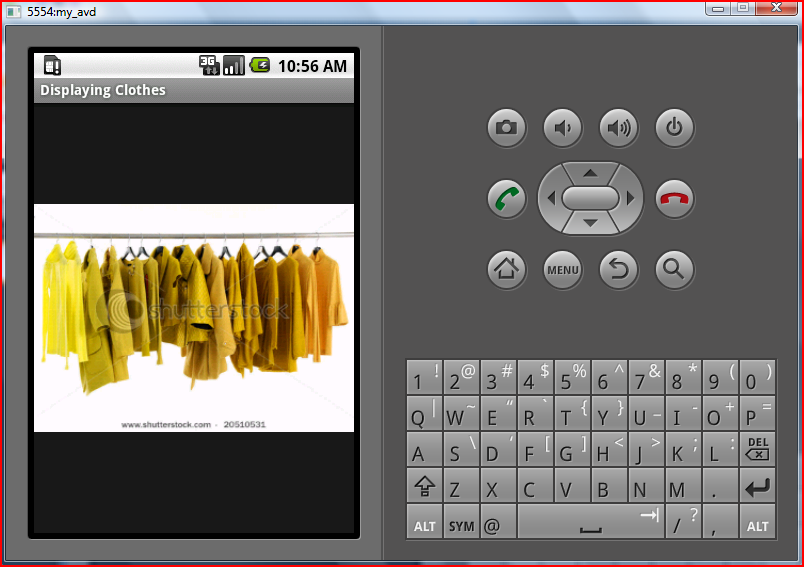 5554:my_avd
3G
10:56 AM
Displaying Clothes
shutterstock
www.shutterstock.com · 20510531
MENU
1 ! 2 @ 3 # 4 $ 5 % 6 ^ 7 & 8 * 9 ( 0 )
Q | W ~ E “ R ` T { Y } U _ I - O + P =
A S \ D ‘ F [ G ] H < J > K ; L : DEL
Z X C V B N M .
ALT SYM @ / ? , ALT